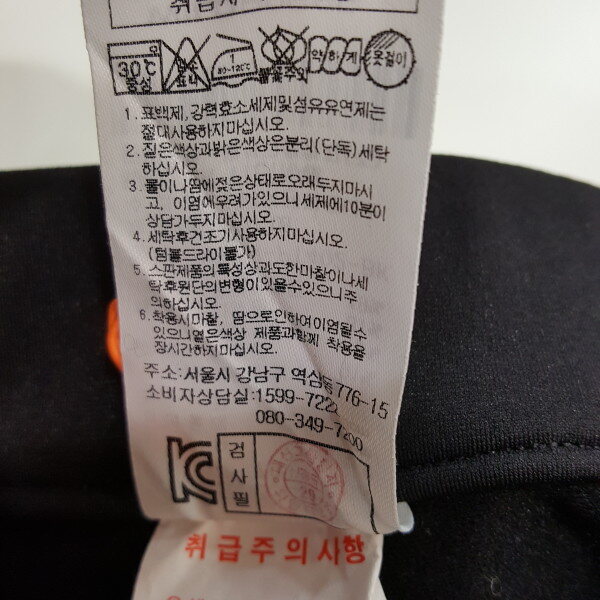 30℃
중성
약하게
옷걸이
1. 표백제, 강력효소세제및섬유유연제는
절대사용하지마십시오.
2. 짙은색상과밝은색상은분리(단독)세탁
하십시오.
3. 물이나땀에젖은상태로오래두지마시
고, 이염에우려가있으니세제에10분이
상담가두지마십시오.
4. 세탁후건조기사용하지마십시오.
(텀블드라이불가)
5. 스판제품의특성상과도한마찰이나세
탁후원단의변형이있을수있으니주
의하십시오.
6. 착용시마찰, 땀으로인하여이염될수
있으니옅은색상 제품과함께 착용을
장시간하지마십시오.
주소:서울시 강남구 역삼동776-15
소비자상담실:1599-722
080-349-7200
검
사
필
취급주의사항